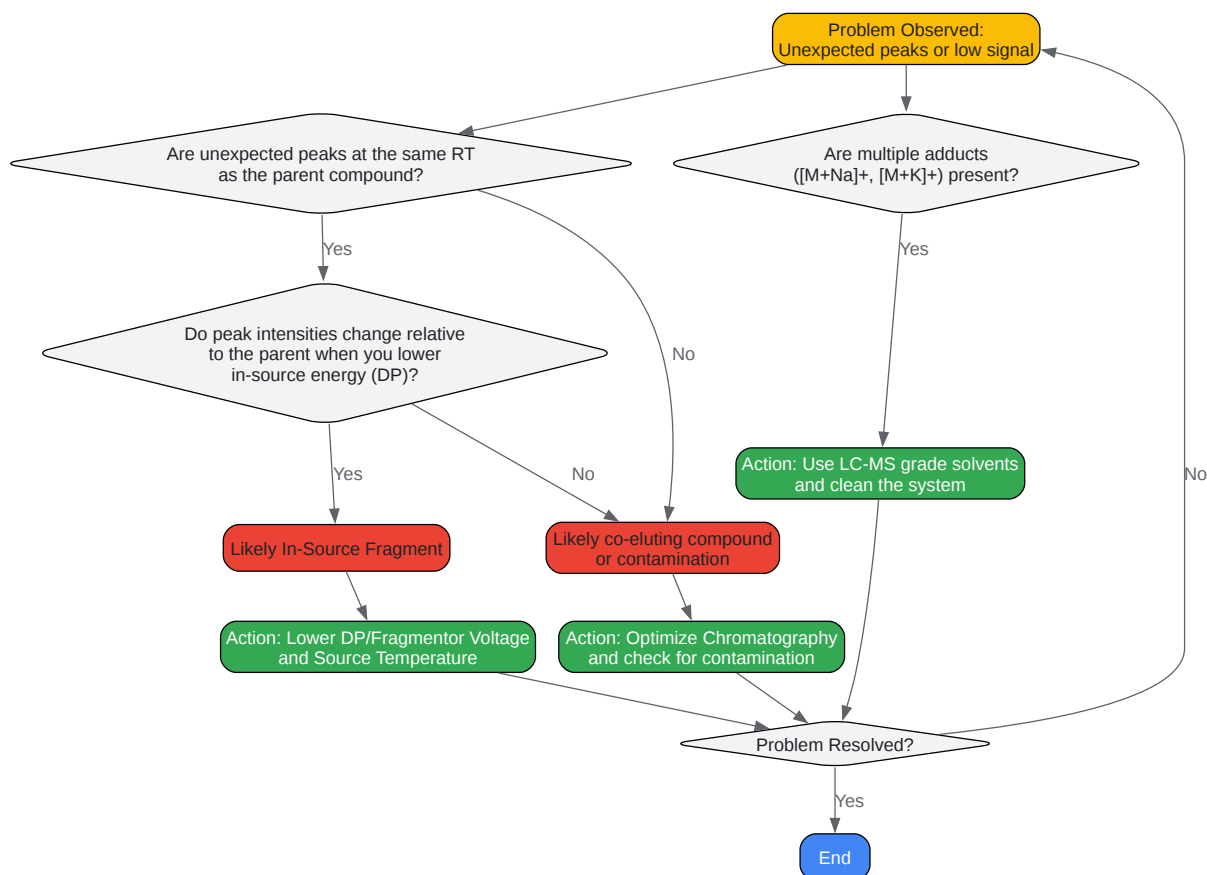 Problem Observed:
Unexpected peaks or low signal
Are unexpected peaks at the same RT
as the parent compound?
Are multiple adducts
([M+Na]+, [M+K]+) present?
Yes
Yes
Do peak intensities change relative
to the parent when you lower
in-source energy (DP)?
No
Yes
No
Action: Use LC-MS grade solvents
and clean the system
No
Likely In-Source Fragment
Likely co-eluting compound
or contamination
Action: Lower DP/Fragmentor Voltage
and Source Temperature
Action: Optimize Chromatography
and check for contamination
Problem Resolved?
Yes
End